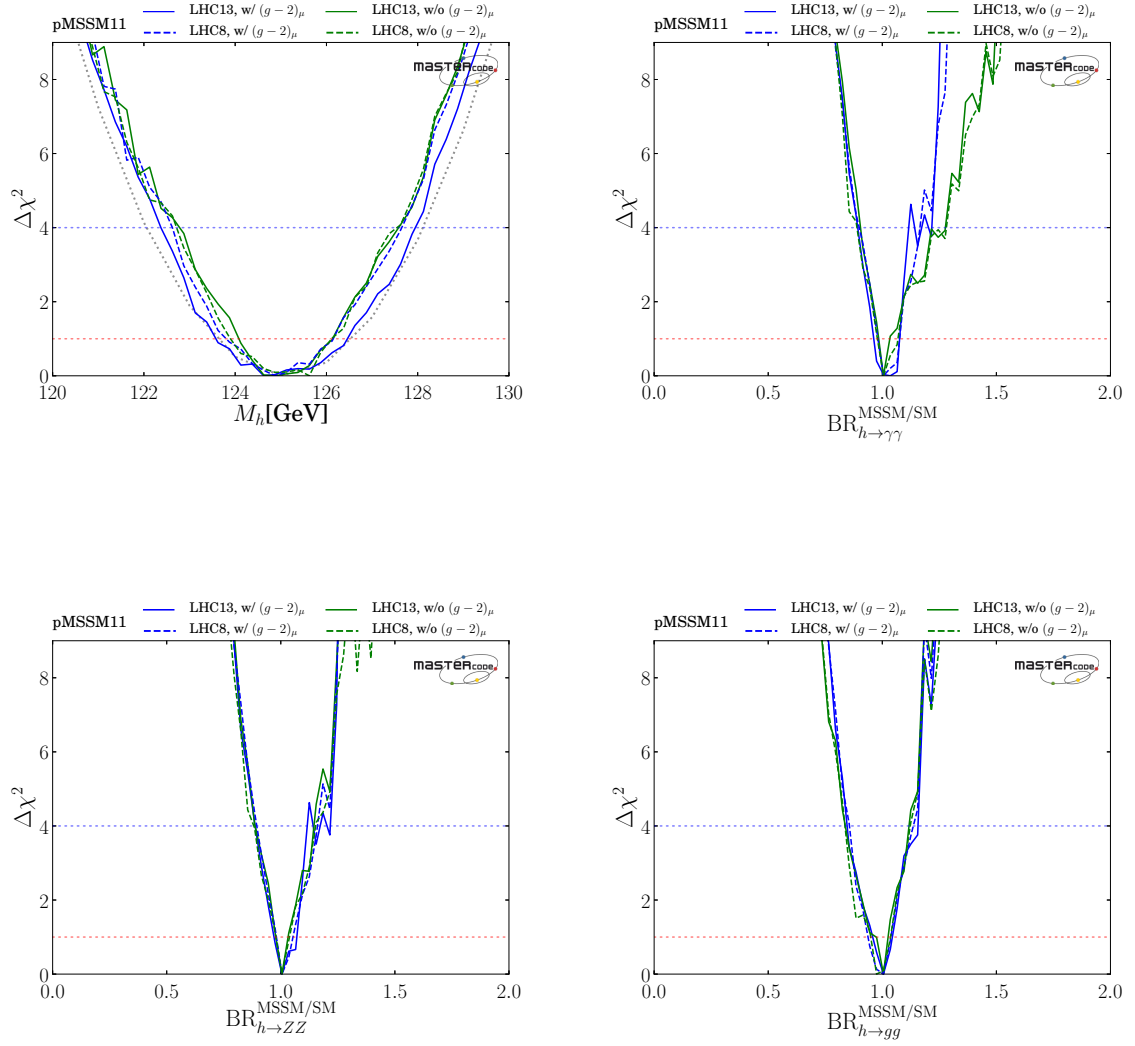 LHC13, w/ (g − 2)μ LHC13, w/o (g − 2)μ
pMSSM11 LHC8, w/ (g − 2)μ LHC8, w/o (g − 2)μ
MASTERCODE
8
6
4
2
0
Δχ²
120 122 124 126 128 130
M_h[GeV]
LHC13, w/ (g − 2)μ LHC13, w/o (g − 2)μ
pMSSM11 LHC8, w/ (g − 2)μ LHC8, w/o (g − 2)μ
MASTERCODE
8
6
4
2
0
Δχ²
0.0 0.5 1.0 1.5 2.0
BR^{MSSM/SM}_{h→γγ}
LHC13, w/ (g − 2)μ LHC13, w/o (g − 2)μ
pMSSM11 LHC8, w/ (g − 2)μ LHC8, w/o (g − 2)μ
MASTERCODE
8
6
4
2
0
Δχ²
0.0 0.5 1.0 1.5 2.0
BR^{MSSM/SM}_{h→ZZ}
LHC13, w/ (g − 2)μ LHC13, w/o (g − 2)μ
pMSSM11 LHC8, w/ (g − 2)μ LHC8, w/o (g − 2)μ
MASTERCODE
8
6
4
2
0
Δχ²
0.0 0.5 1.0 1.5 2.0
BR^{MSSM/SM}_{h→gg}